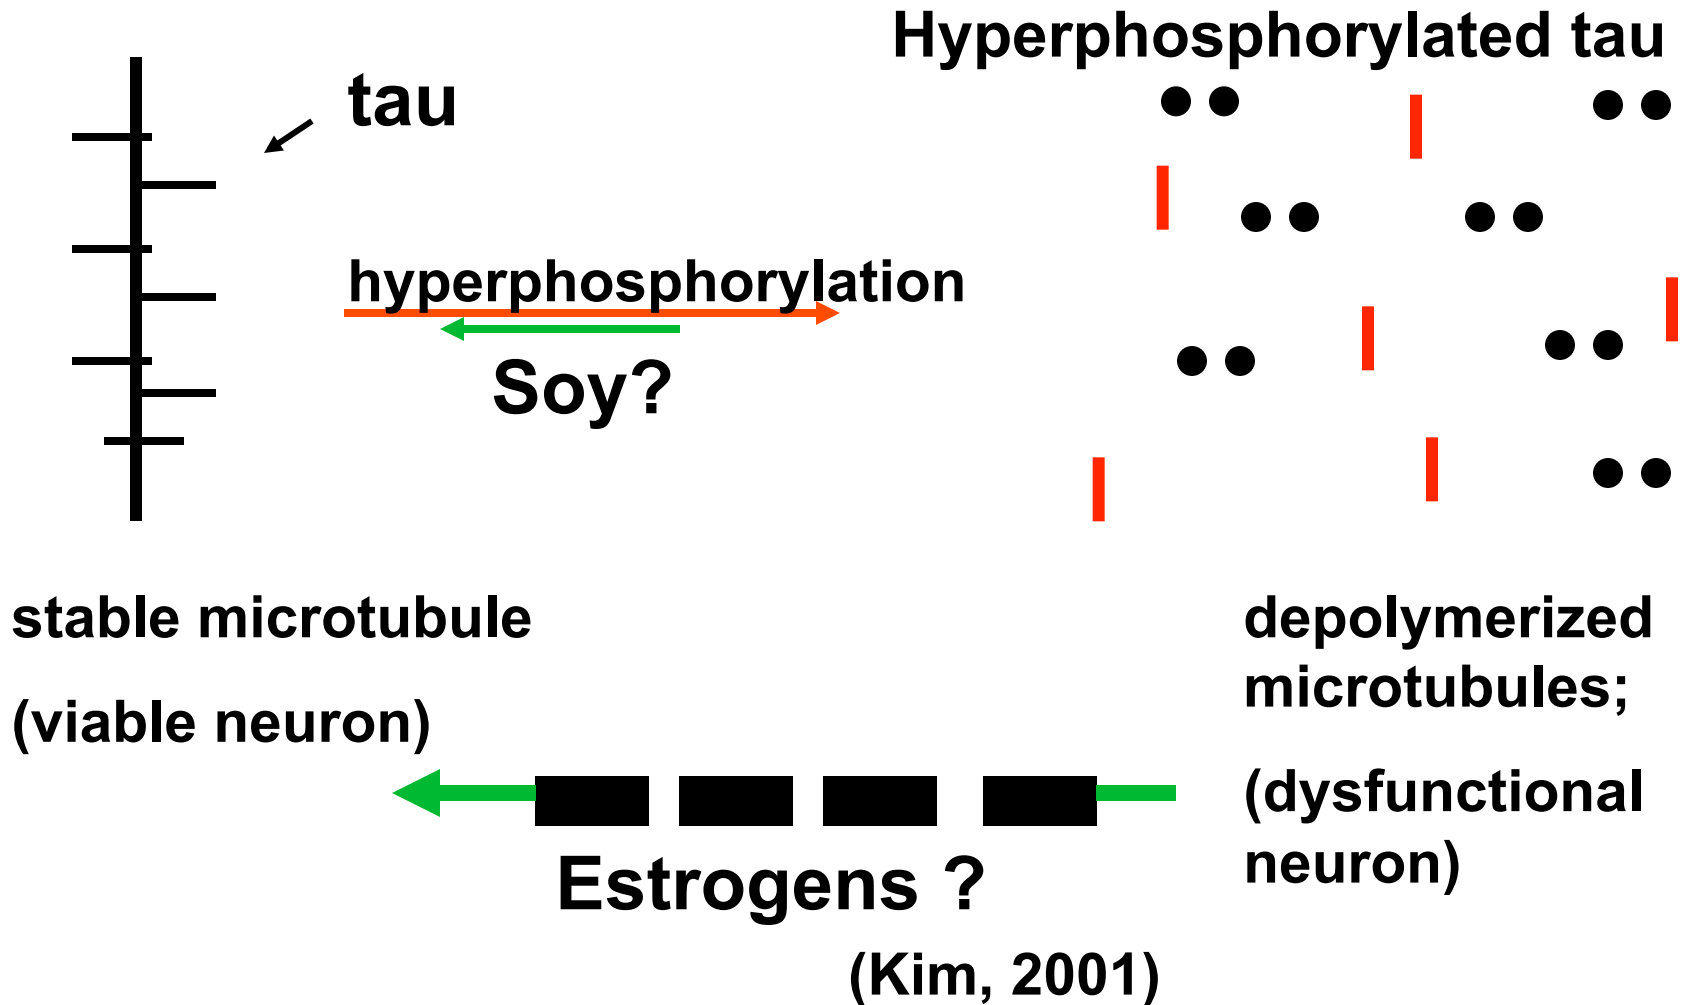 Hyperphosphorylated tau
tau
hyperphosphorylation
Soy?
stable microtubule
(viable neuron)
depolymerized
microtubules;
(dysfunctional
neuron)
Estrogens ?
(Kim, 2001)